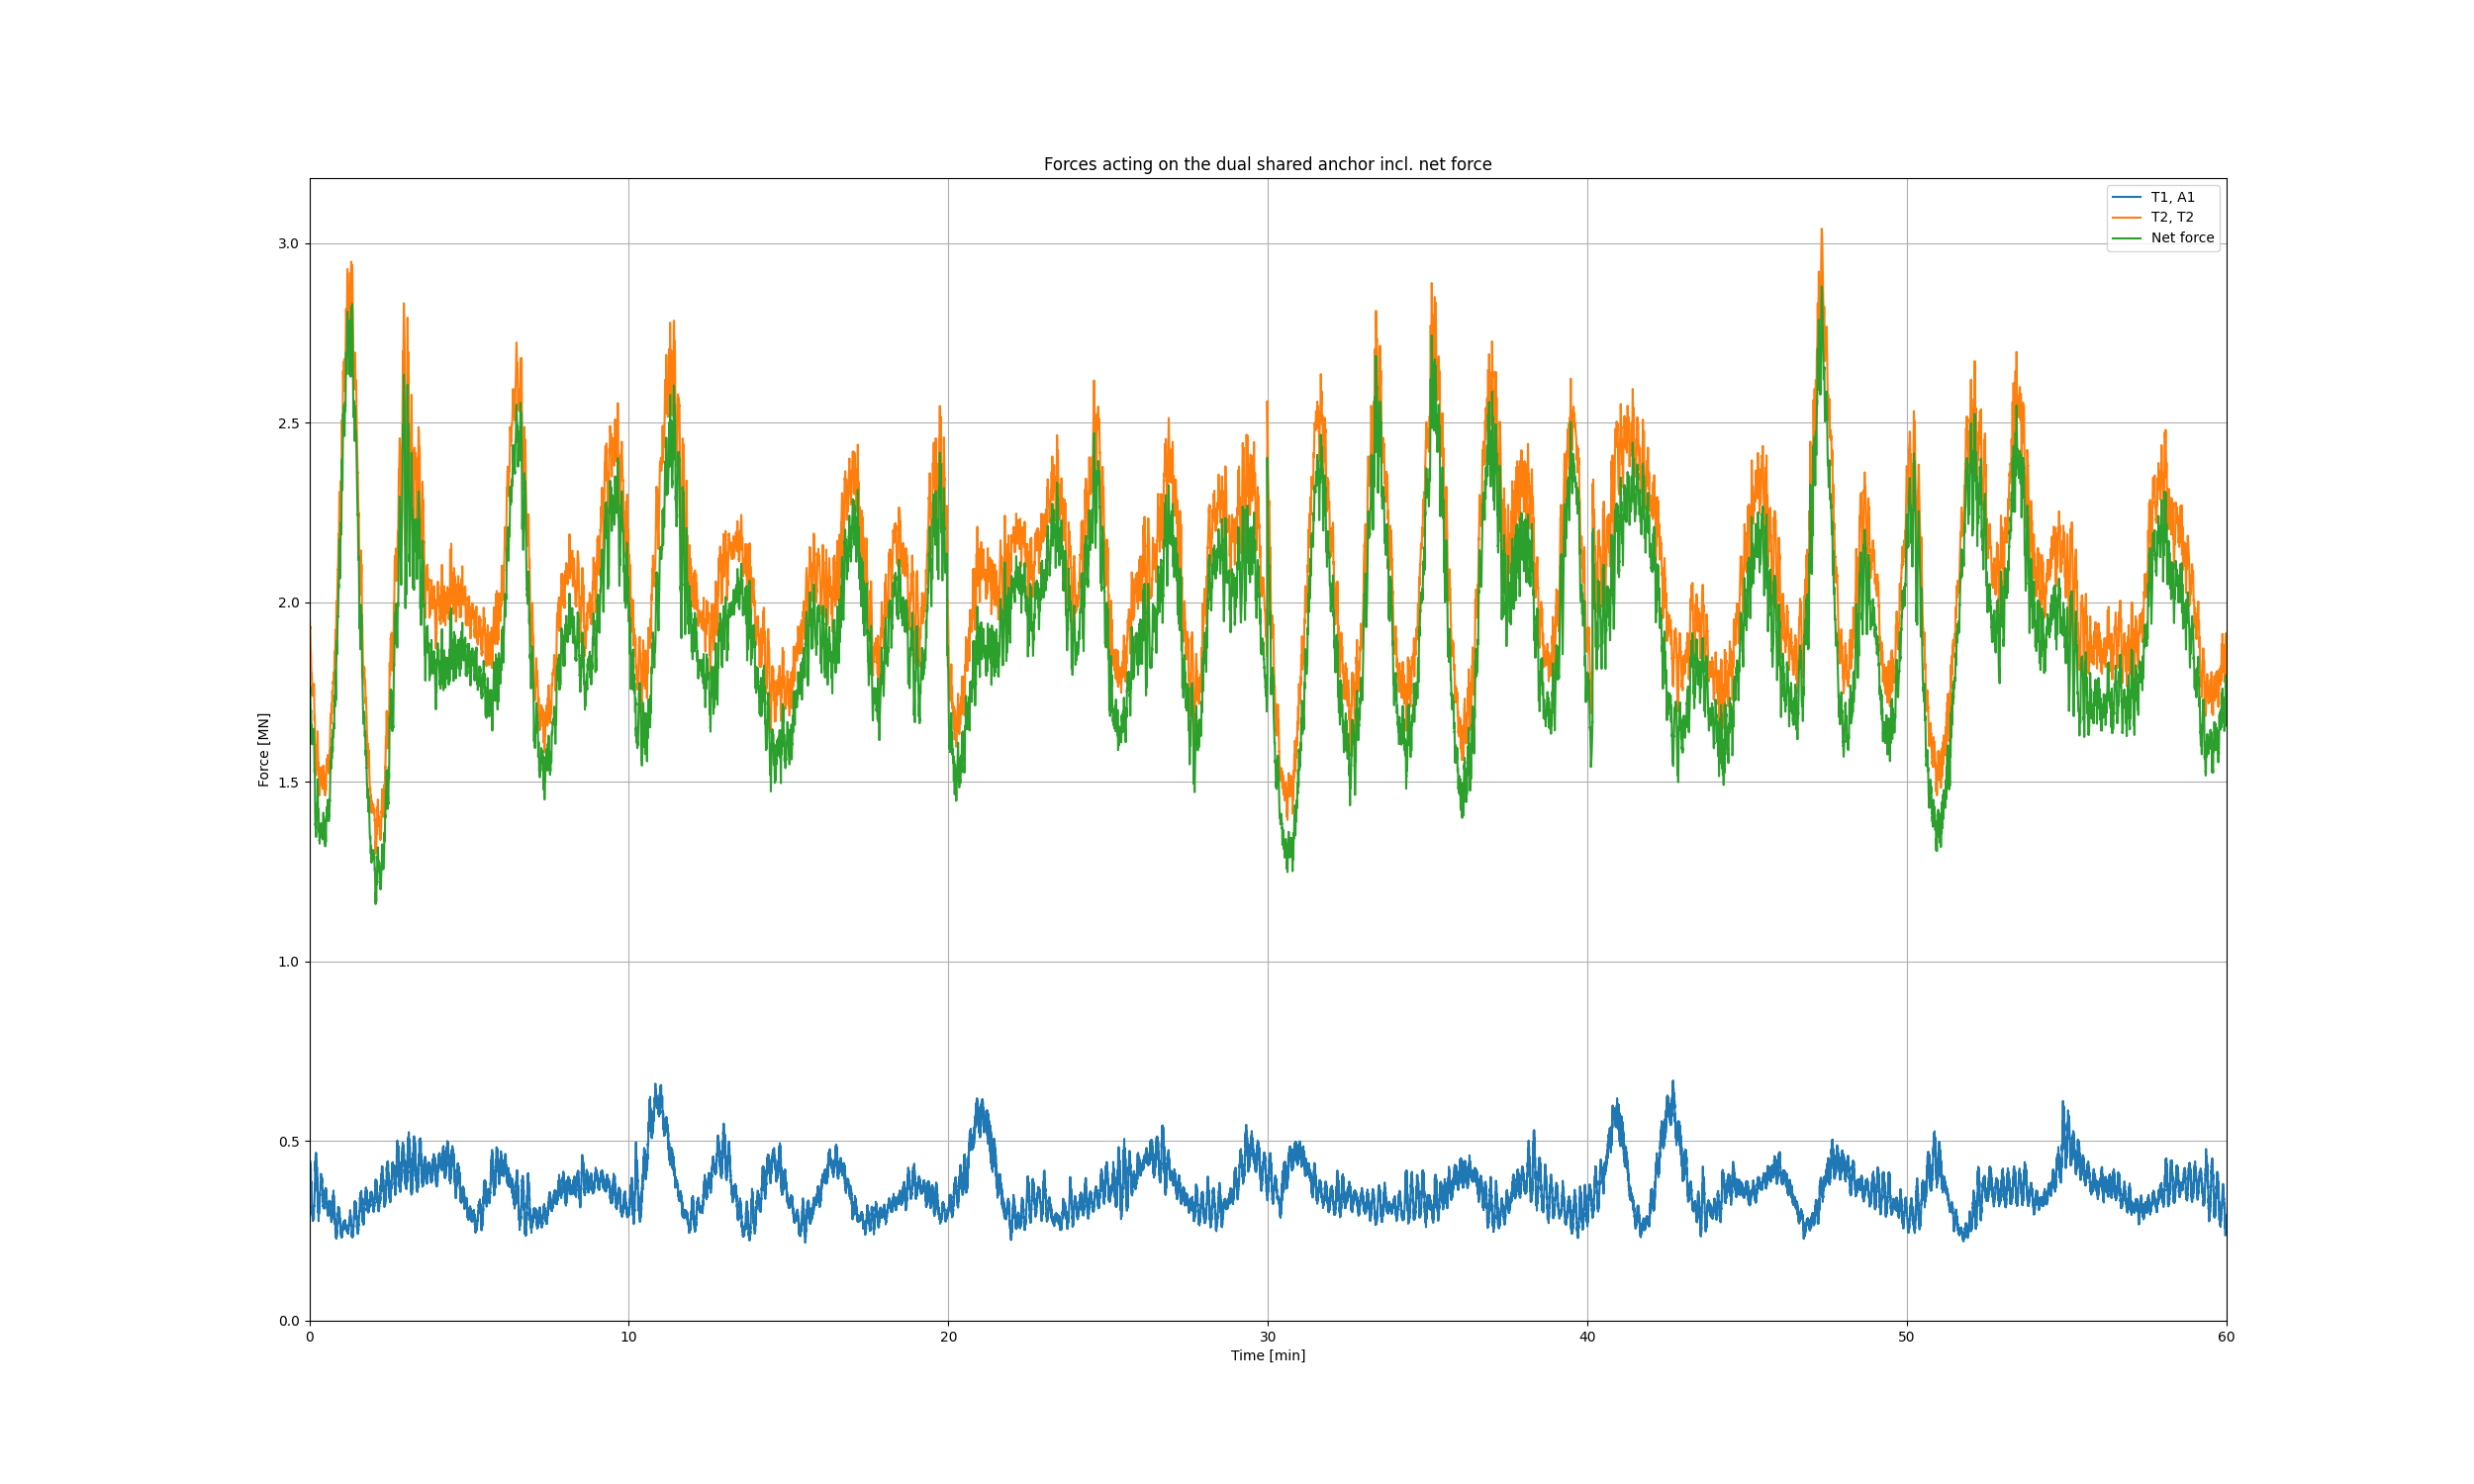 Forces acting on the dual shared anchor incl. net force
T1, A1
T2, T2
Net force
3.0
2.5
2.0
1.5
1.0
0.5
0.0
Force [MN]
0 10 20 30 40 50 60
Time [min]